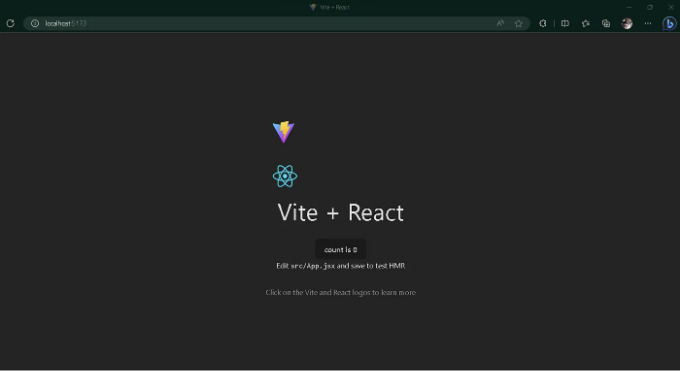 Vite + React
localhost:5173
Vite + React
count is 0
Edit src/App.jsx and save to test HMR
Click on the Vite and React logos to learn more